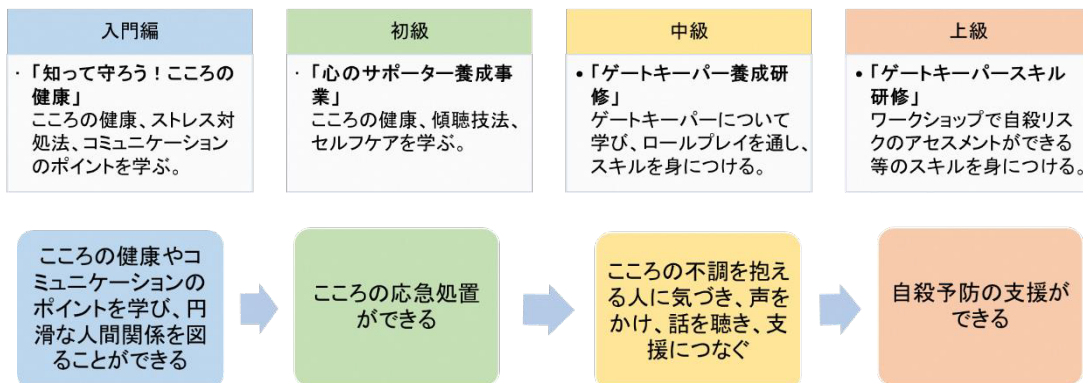 入門編
・「知って守ろう！こころの
健康」
こころの健康、ストレス対
処法、コミュニケーション
のポイントを学ぶ。
初級
・「心のサポーター養成事
業」
こころの健康、傾聴技法、
セルフケアを学ぶ。
中級
•「ゲートキーパー養成研
修」
ゲートキーパーについて
学び、ロールプレイを通し、
スキルを身につける。
上級
•「ゲートキーパースキル
研修」
ワークショップで自殺リス
クのアセスメントができる
等のスキルを身につける。
こころの健康やコ
ミュニケーションの
ポイントを学び、円
滑な人間関係を図
ることができる
こころの応急処置
ができる
こころの不調を抱え
る人に気づき、声を
かけ、話を聴き、支
援につなぐ
自殺予防の支援が
できる